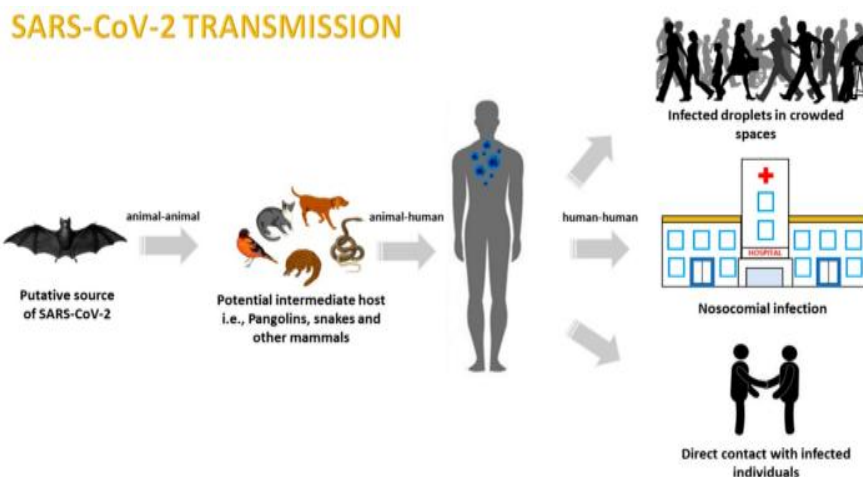 SARS-CoV-2 TRANSMISSION
Infected droplets in crowded
spaces
animal-animal
animal-human
human-human
HOSPITAL
Putative source
of SARS-CoV-2
Potential intermediate host
i.e., Pangolins, snakes and
other mammals
Nosocomial infection
Direct contact with infected
individuals